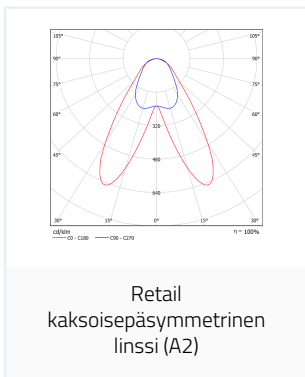 105° 105°
90° 90°
75° 75°
60° 60°
320
45° 45°
480
640
30° 15° 0° 15° 30°
cd/klm η = 100%
C0 - C180 C90 - C270
Retail
kaksoisepäsymmetrinen
linssi (A2)